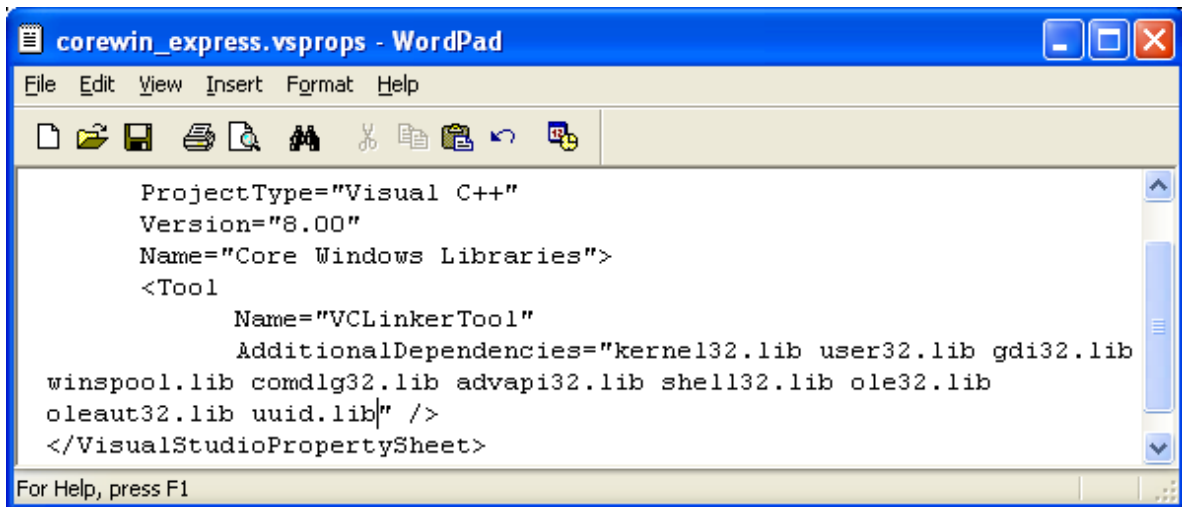 corewin_express.vsprops - WordPad
File Edit View Insert Format Help
ProjectType="Visual C++"
Version="8.00"
Name="Core Windows Libraries">
<Tool
Name="VCLinkerTool"
AdditionalDependencies="kernel32.lib user32.lib gdi32.lib
winspool.lib comdlg32.lib advapi32.lib shell32.lib ole32.lib
oleaut32.lib uuid.lib" />
</VisualStudioPropertySheet>
For Help, press F1